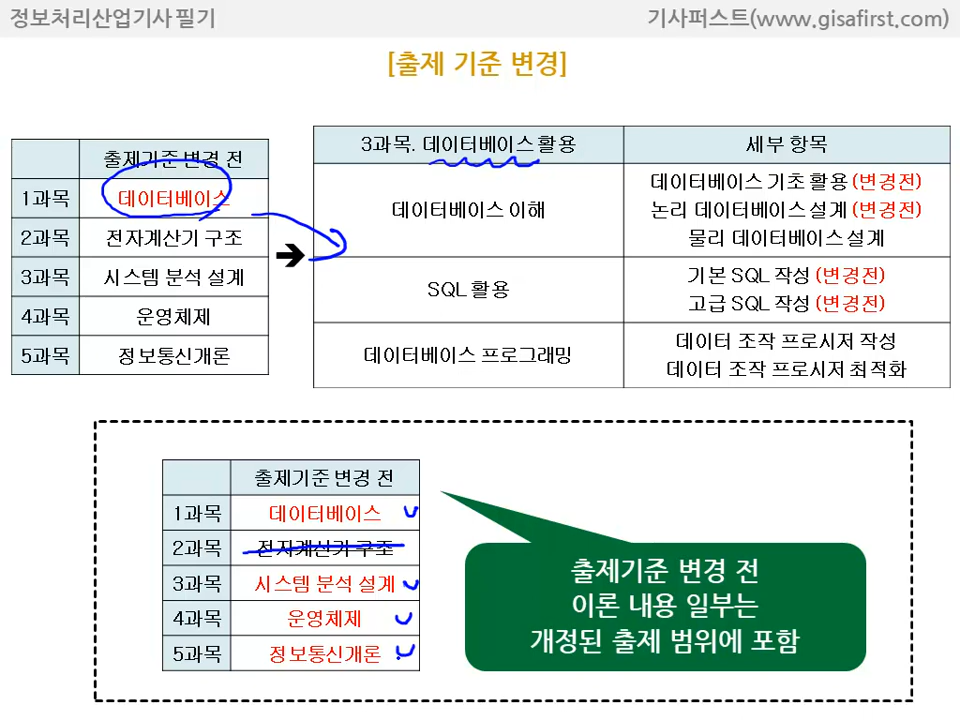 정보처리산업기사 필기
기사퍼스트(www.gisafirst.com)
[출제 기준 변경]
출제기준 변경 전
1과목 데이터베이스
2과목 전자계산기 구조
3과목 시스템 분석 설계
4과목 운영체제
5과목 정보통신개론
3과목. 데이터베이스 활용 세부 항목
데이터베이스 이해
데이터베이스 기초 활용 (변경전)
논리 데이터베이스 설계 (변경전)
물리 데이터베이스 설계
SQL 활용
기본 SQL 작성 (변경전)
고급 SQL 작성 (변경전)
데이터베이스 프로그래밍
데이터 조작 프로시저 작성
데이터 조작 프로시저 최적화
출제기준 변경 전
1과목 데이터베이스
2과목 전자계산기 구조
3과목 시스템 분석 설계
4과목 운영체제
5과목 정보통신개론
출제기준 변경 전
이론 내용 일부는
개정된 출제 범위에 포함